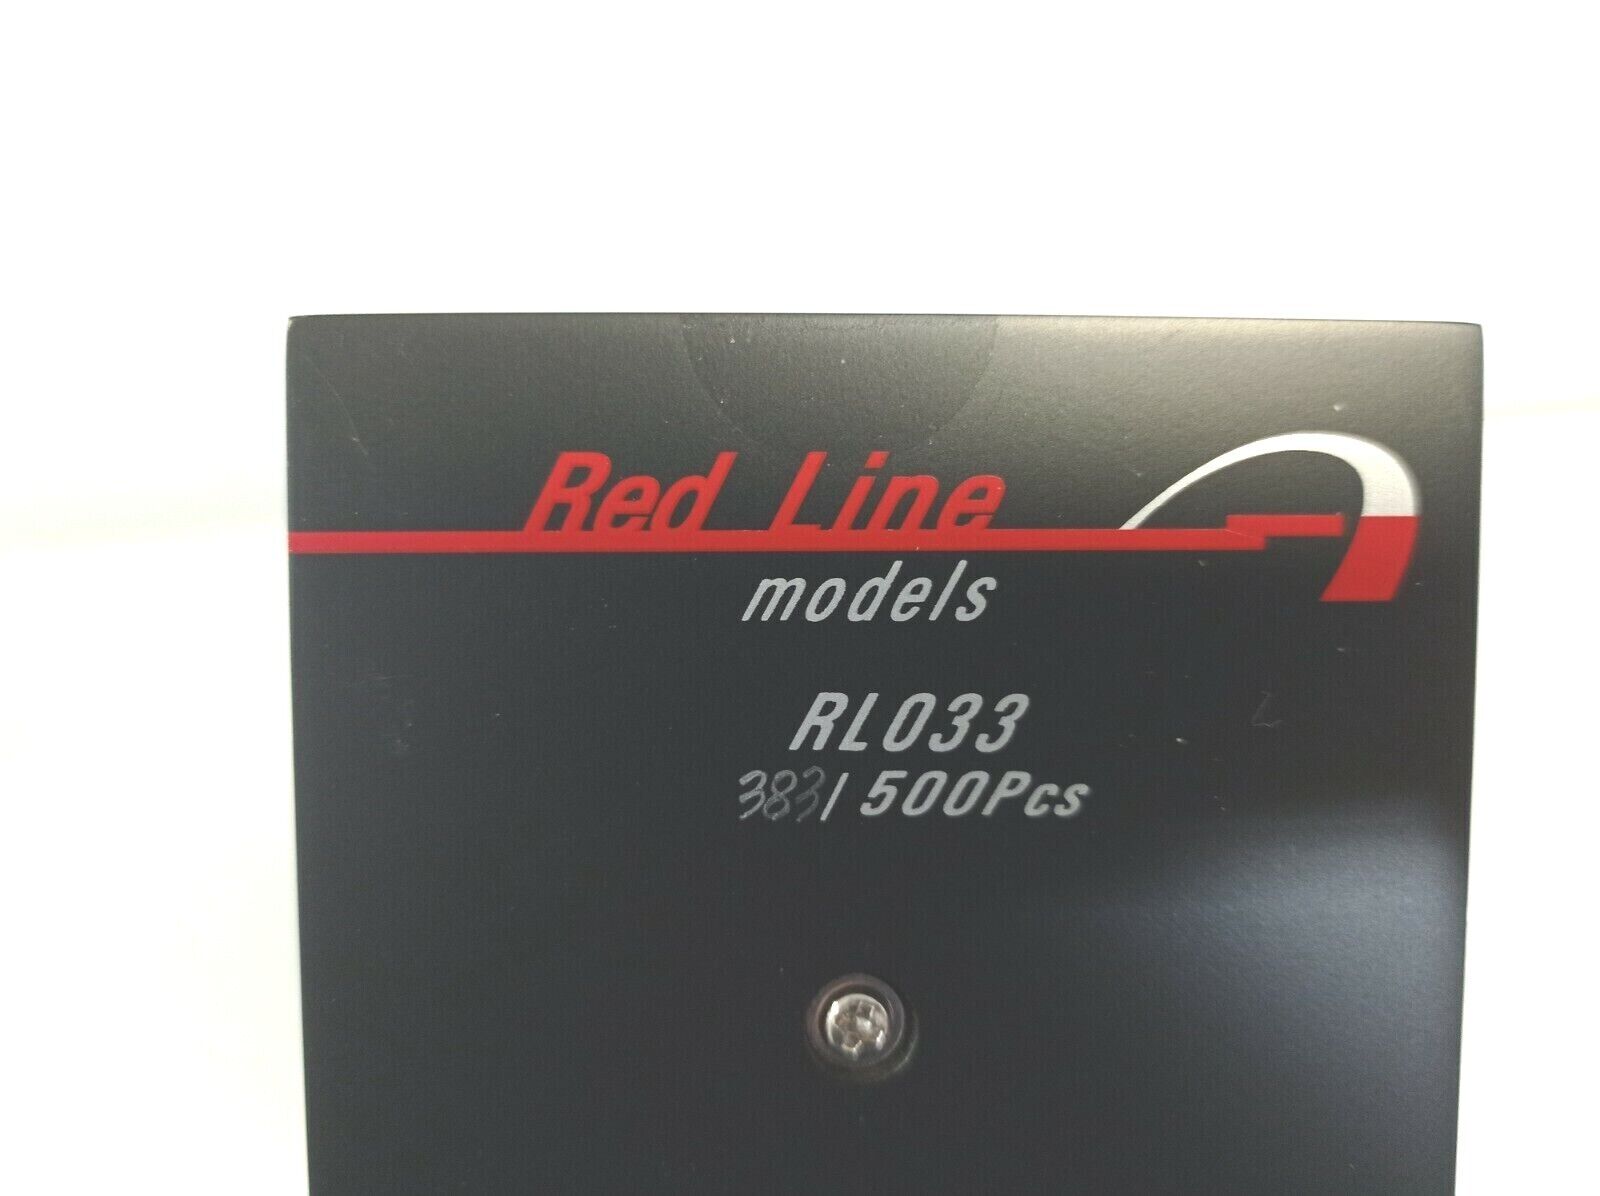 Red Line
models
RL033
383/500Pcs